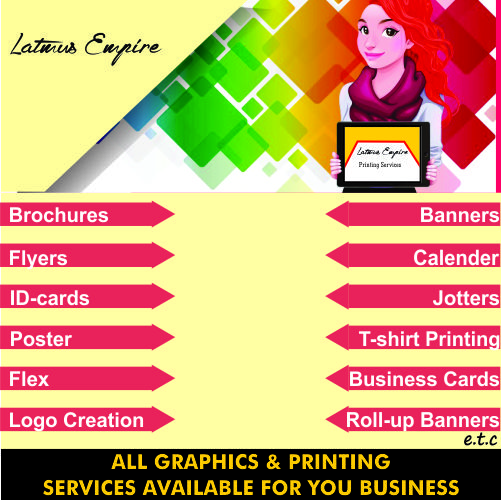 Latmus Empire
Latmus Empire
Printing Services
Brochures
Banners
Flyers
Calender
ID-cards
Jotters
Poster
T-shirt Printing
Flex
Business Cards
Logo Creation
Roll-up Banners
e.t.c
ALL GRAPHICS & PRINTING
SERVICES AVAILABLE FOR YOU BUSINESS